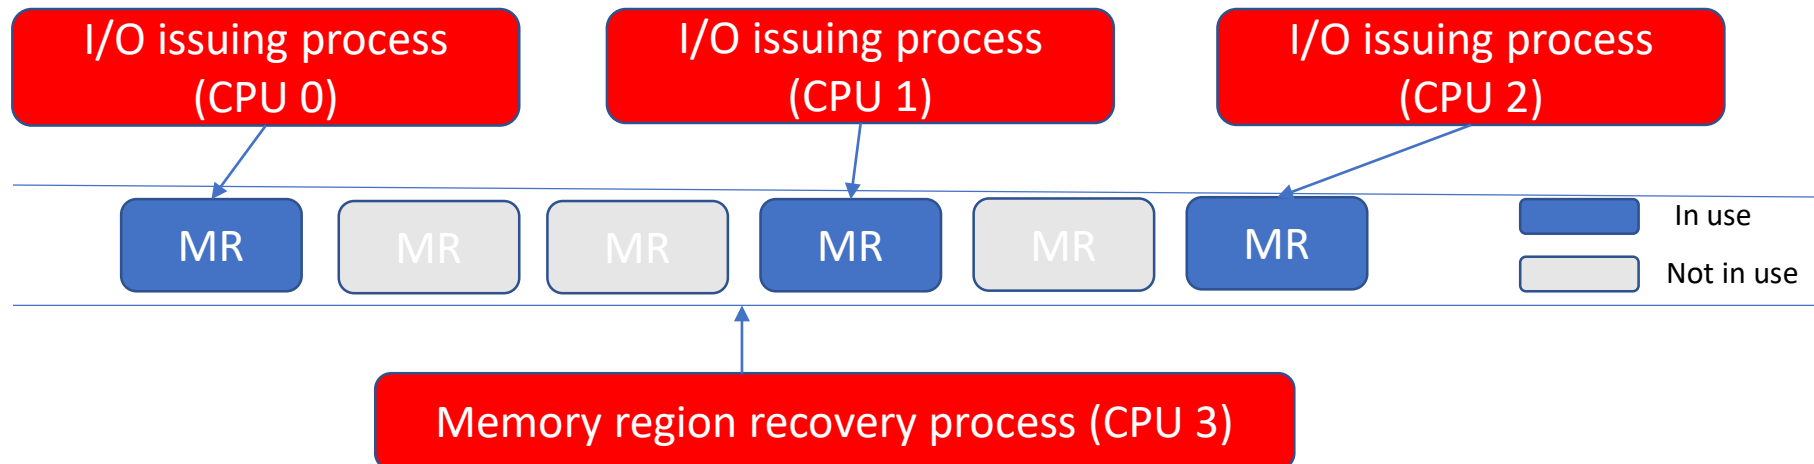 I/O issuing process
(CPU 0)
I/O issuing process
(CPU 1)
I/O issuing process
(CPU 2)
MR
MR
MR
MR
MR
MR
In use
Not in use
Memory region recovery process (CPU 3)